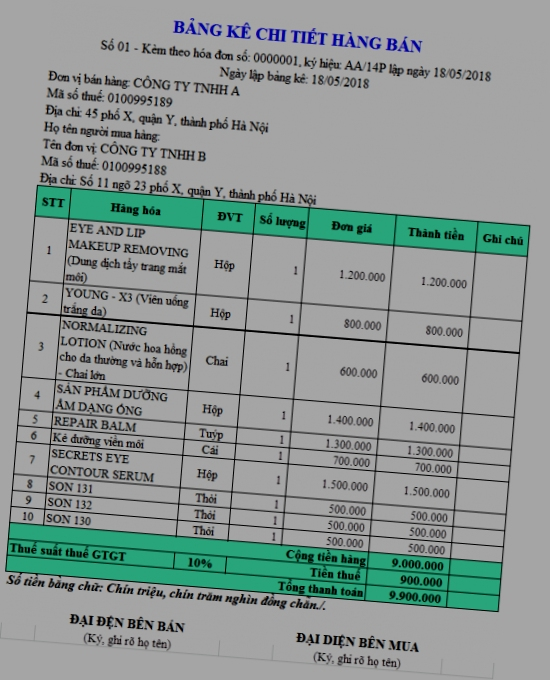 BẢNG KÊ CHI TIẾT HÀNG BÁN
Số 01 - Kèm theo hóa đơn số: 0000001, ký hiệu: AA/14P lập ngày 18/05/2018
Ngày lập bảng kê: 18/05/2018
Đơn vị bán hàng: CÔNG TY TNHH A
Mã số thuế: 0100995189
Địa chỉ: 45 phố X, quận Y, thành phố Hà Nội
Họ tên người mua hàng:
Tên đơn vị: CÔNG TY TNHH B
Mã số thuế: 0100995188
Địa chỉ: Số 11 ngõ 23 phố X, quận Y, thành phố Hà Nội
STT Hàng hóa ĐVT Số lượng Đơn giá Thành tiền Ghi chú
EYE AND LIP
MAKEUP REMOVING
(Dung dịch tẩy trang mắt
môi)
1 Hộp 1 1.200.000 1.200.000
YOUNG - X3 (Viên uống
trắng da)
2 Hộp 1 800.000 800.000
NORMALIZING
LOTION (Nước hoa hồng
cho da thường và hỗn hợp)
- Chai lớn
3 Chai 1 600.000 600.000
SẢN PHẨM DƯỠNG
ẨM DẠNG ỐNG
4 Hộp 1 1.400.000 1.400.000
5 REPAIR BALM Tuýp 1 1.300.000 1.300.000
6 Kẻ dưỡng viền môi Cái 1 700.000 700.000
SECRETS EYE
CONTOUR SERUM
7 Hộp 1 1.500.000 1.500.000
8 SON 131 Thỏi 1 500.000 500.000
9 SON 132 Thỏi 1 500.000 500.000
10 SON 130 Thỏi 1 500.000 500.000
Cộng tiền hàng 9.000.000
Thuế suất thuế GTGT 10% Tiền thuế 900.000
Tổng thanh toán 9.900.000
Số tiền bằng chữ: Chín triệu, chín trăm nghìn đồng chẵn./.
ĐẠI DỆN BÊN BÁN ĐẠI DIỆN BÊN MUA
(Ký, ghi rõ họ tên) (Ký, ghi rõ họ tên)